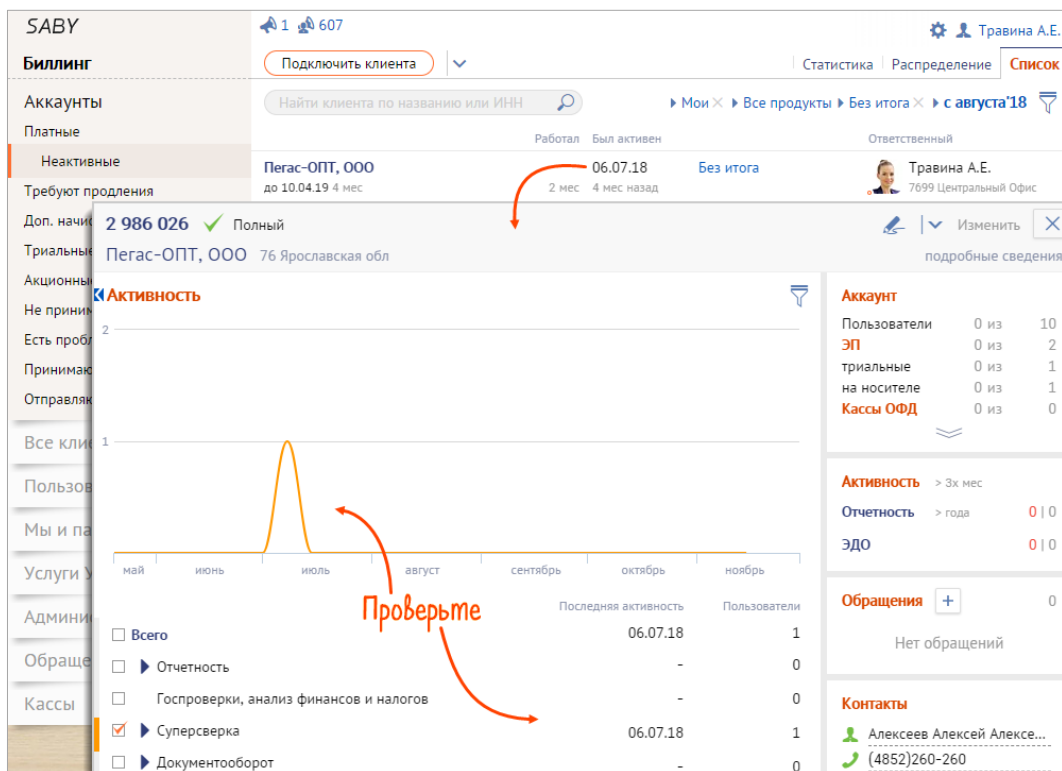 SABY
1 607
Травина А.Е.
Биллинг
Подключить клиента
Статистика Распределение Список
Аккаунты
Найти клиента по названию или ИНН
Мои Все продукты Без итога с августа'18
Платные
Работал Был активен Ответственный
Неактивные
Пегас-ОПТ, ООО 06.07.18 Без итога Травина А.Е.
до 10.04.19 4 мес 2 мес 4 мес назад 7699 Центральный Офис
Требуют продления
Доп.
2 986 026 Полный Изменить
Пегас-ОПТ, ООО 76 Ярославская обл подробные сведения
Активность
Не
Есть
2
1
май июнь июль август сентябрь октябрь ноябрь
Проверьте
Последняя активность Пользователи
Всего 06.07.18 1
Отчетность - 0
Госпроверки, анализ финансов и налогов - 0
Суперсверка 06.07.18 1
Документооборот - 0
Аккаунт
Пользователи 0 из 10
ЭП 0 из 2
триальные 0 из 1
на носителе 0 из 1
Кассы ОФД 0 из 0
Активность > 3х мес
Отчетность > года 0 | 0
ЭДО 0 | 0
Обращения + 0
Нет обращений
Контакты
Алексеев Алексей Алексе...
(4852)260-260
Все
Мы и
Услуги
Кассы